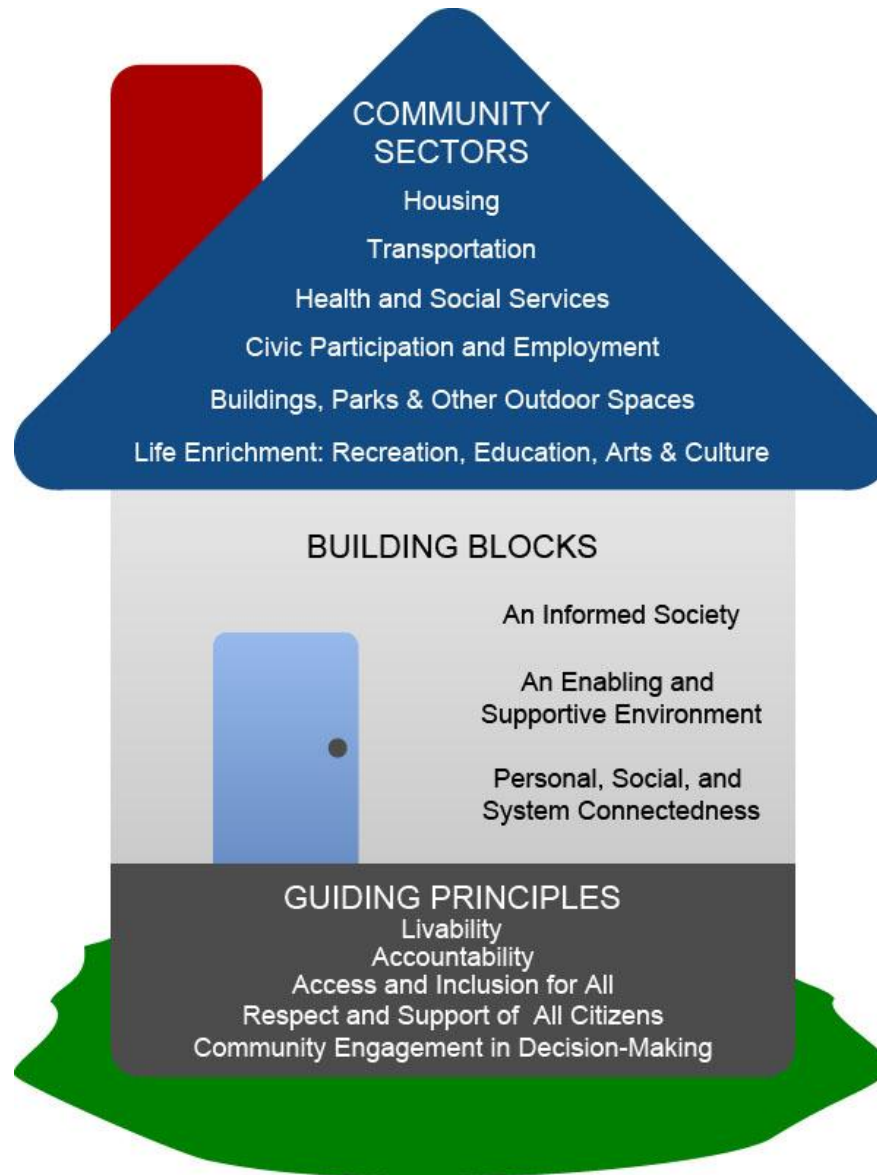 COMMUNITY
SECTORS
Housing
Transportation
Health and Social Services
Civic Participation and Employment
Buildings, Parks & Other Outdoor Spaces
Life Enrichment: Recreation, Education, Arts & Culture
BUILDING BLOCKS
An Informed Society
An Enabling and
Supportive Environment
Personal, Social, and
System Connectedness
GUIDING PRINCIPLES
Livability
Accountability
Access and Inclusion for All
Respect and Support of All Citizens
Community Engagement in Decision-Making